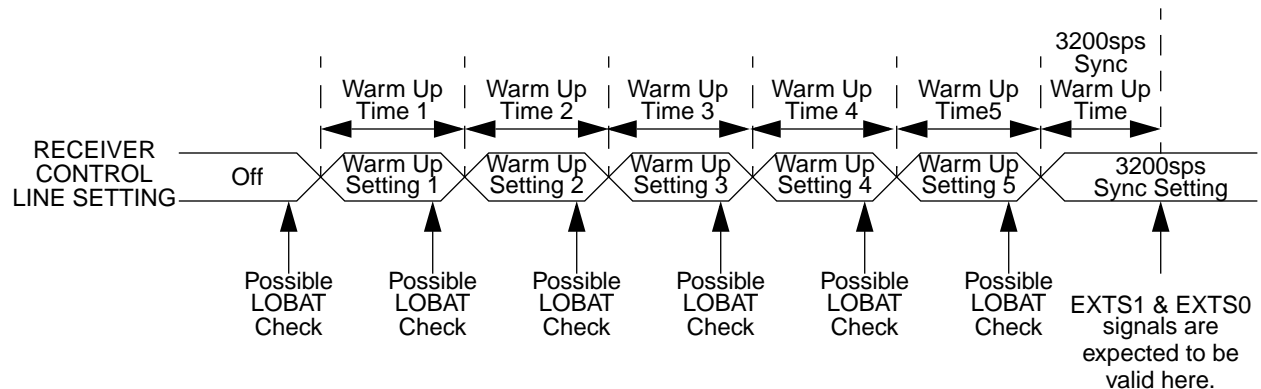 3200sps
Sync
Warm Up
Time
Warm Up
Time 1
Warm Up
Time 2
Warm Up
Time 3
Warm Up
Time 4
Warm Up
Time5
RECEIVER
CONTROL
LINE SETTING
Off
Warm Up
Setting 1
Warm Up
Setting 2
Warm Up
Setting 3
Warm Up
Setting 4
Warm Up
Setting 5
3200sps
Sync Setting
Possible
LOBAT
Check
Possible
LOBAT
Check
Possible
LOBAT
Check
Possible
LOBAT
Check
Possible
LOBAT
Check
Possible
LOBAT
Check
EXTS1 & EXTS0
signals are
expected to be
valid here.